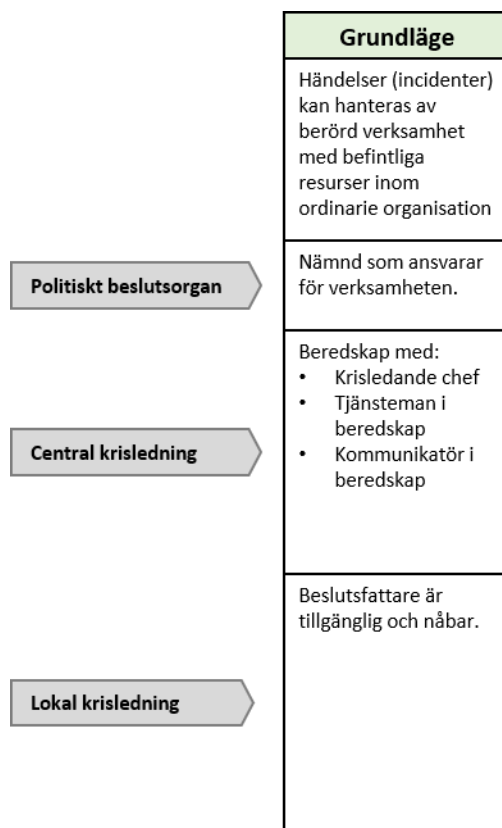 Grundläge
Händelser (incidenter)
kan hanteras av
berörd verksamhet
med befintliga
resurser inom
ordinarie organisation
Politiskt beslutsorgan
Nämnd som ansvarar
för verksamheten.
Central krisledning
Beredskap med:
• Krisledande chef
• Tjänsteman i
beredskap
• Kommunikatör i
beredskap
Lokal krisledning
Beslutsfattare är
tillgänglig och nåbar.